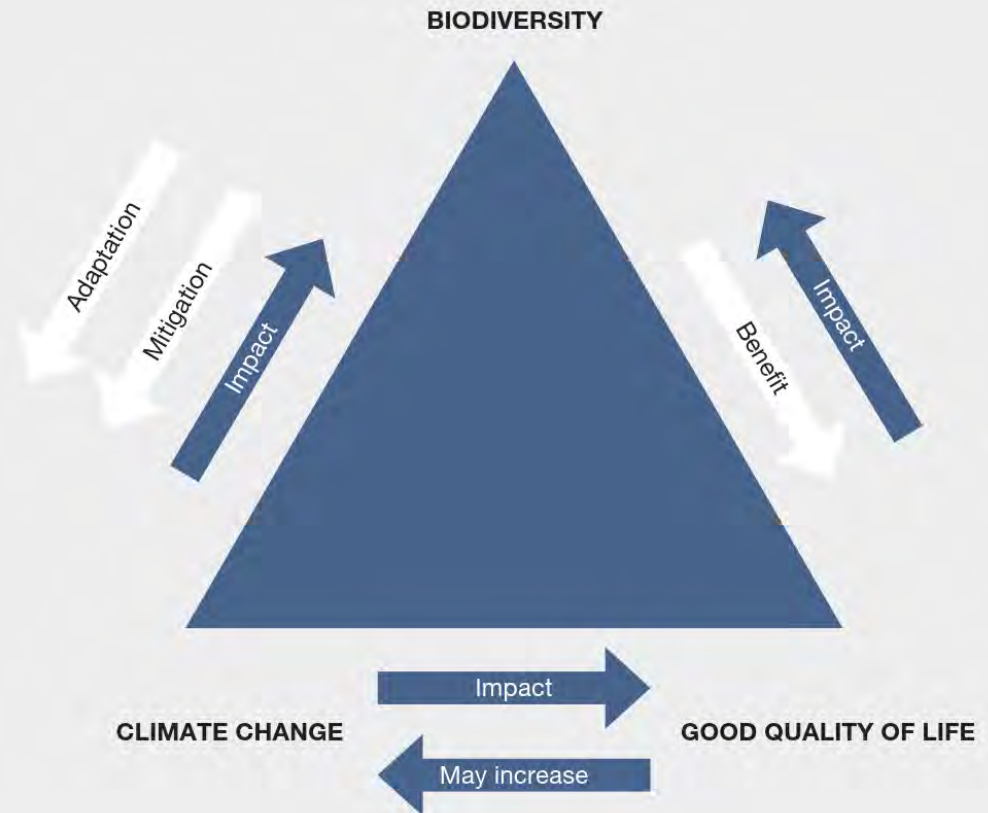 BIODIVERSITY
Adaptation
Mitigation
Impact
Benefit
Impact
Impact
CLIMATE CHANGE
GOOD QUALITY OF LIFE
May increase